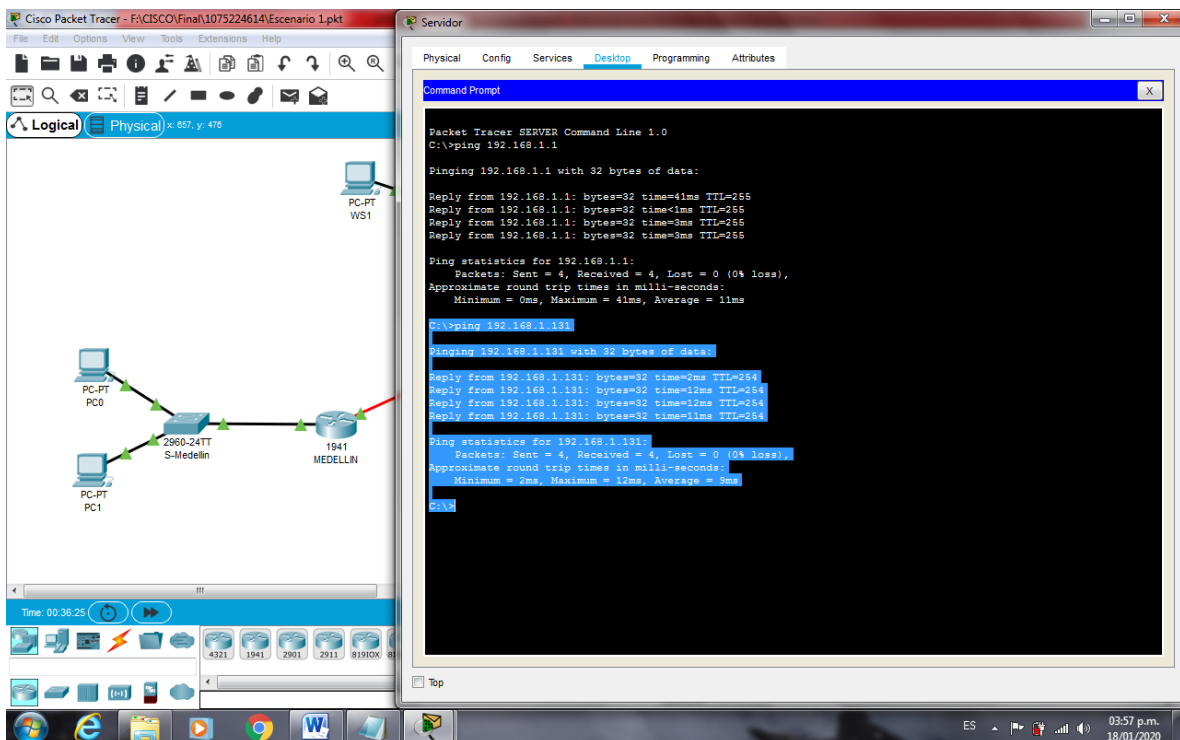 Cisco Packet Tracer - F:\CISCO\Final\1075224614\Escenario 1.pkt
File Edit Options View Tools Extensions Help
Logical
Physical
x: 657, y: 476
PC-PT
WS1
PC-PT
PC0
2960-24TT
S-Medellin
1941
MEDELLIN
PC-PT
PC1
Time: 00:36:25
4321 1941 2901 2911 819IOX
Servidor
Physical Config Services Desktop Programming Attributes
Command Prompt
X
Packet Tracer SERVER Command Line 1.0
C:\>ping 192.168.1.1
Pinging 192.168.1.1 with 32 bytes of data:
Reply from 192.168.1.1: bytes=32 time=41ms TTL=255
Reply from 192.168.1.1: bytes=32 time<1ms TTL=255
Reply from 192.168.1.1: bytes=32 time=3ms TTL=255
Reply from 192.168.1.1: bytes=32 time=3ms TTL=255
Ping statistics for 192.168.1.1:
Packets: Sent = 4, Received = 4, Lost = 0 (0% loss),
Approximate round trip times in milli-seconds:
Minimum = 0ms, Maximum = 41ms, Average = 11ms
C:\>ping 192.168.1.131
Pinging 192.168.1.131 with 32 bytes of data:
Reply from 192.168.1.131: bytes=32 time=2ms TTL=254
Reply from 192.168.1.131: bytes=32 time=12ms TTL=254
Reply from 192.168.1.131: bytes=32 time=12ms TTL=254
Reply from 192.168.1.131: bytes=32 time=11ms TTL=254
Ping statistics for 192.168.1.131:
Packets: Sent = 4, Received = 4, Lost = 0 (0% loss),
Approximate round trip times in milli-seconds:
Minimum = 2ms, Maximum = 12ms, Average = 9ms
C:\>
Top
ES
03:57 p.m.
18/01/2020